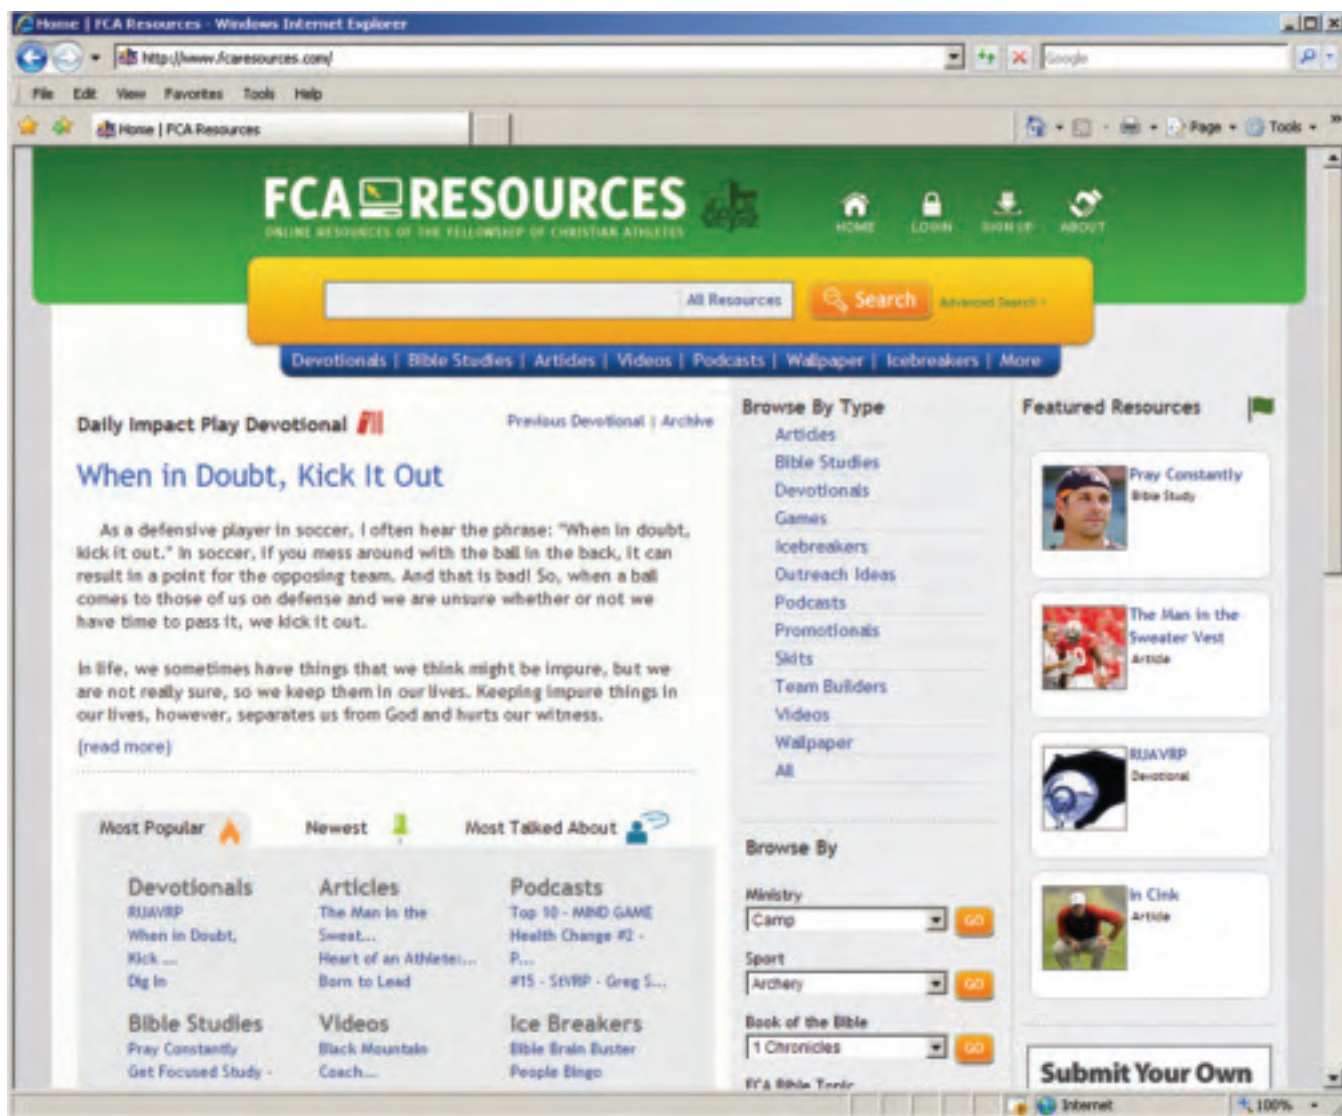 Home | FCA Resources - Windows Internet Explorer
http://www.fcaresources.com/
Google
File Edit View Favorites Tools Help
Home | FCA Resources
Page Tools
FCA RESOURCES
ONLINE RESOURCES OF THE FELLOWSHIP OF CHRISTIAN ATHLETES
HOME LOGIN SIGN UP ABOUT
All Resources
Search
Advanced Search
Devotionals | Bible Studies | Articles | Videos | Podcasts | Wallpaper | Icebreakers | More
Daily Impact Play Devotional
Previous Devotional | Archive
When in Doubt, Kick It Out
As a defensive player in soccer, I often hear the phrase: "When in doubt,
kick it out." In soccer, if you mess around with the ball in the back, it can
result in a point for the opposing team. And that is bad! So, when a ball
comes to those of us on defense and we are unsure whether or not we
have time to pass it, we kick it out.
In life, we sometimes have things that we think might be impure, but we
are not really sure, so we keep them in our lives. Keeping impure things in
our lives, however, separates us from God and hurts our witness.
(read more)
Most Popular
Newest
Most Talked About
Devotionals
RUAVRP
When in Doubt,
Kick ...
Dig In
Articles
The Man in the
Sweat...
Heart of an Athlete:...
Born to Lead
Podcasts
Top 10 - MIND GAME
Health Change #2 -
P...
#15 - StVRP - Greg S...
Bible Studies
Pray Constantly
Get Focused Study -
Videos
Black Mountain
Coach...
Ice Breakers
Bible Brain Buster
People Bingo
Browse By Type
Articles
Bible Studies
Devotionals
Games
Icebreakers
Outreach Ideas
Podcasts
Promotionals
Skits
Team Builders
Videos
Wallpaper
All
Browse By
Ministry
Camp
GO
Sport
Archery
GO
Book of the Bible
1 Chronicles
GO
FCA Bible Topic
Featured Resources
Pray Constantly
Bible Study
The Man in the
Sweater Vest
Article
RUAVRP
Devotional
In Cink
Article
Submit Your Own
Internet
100%